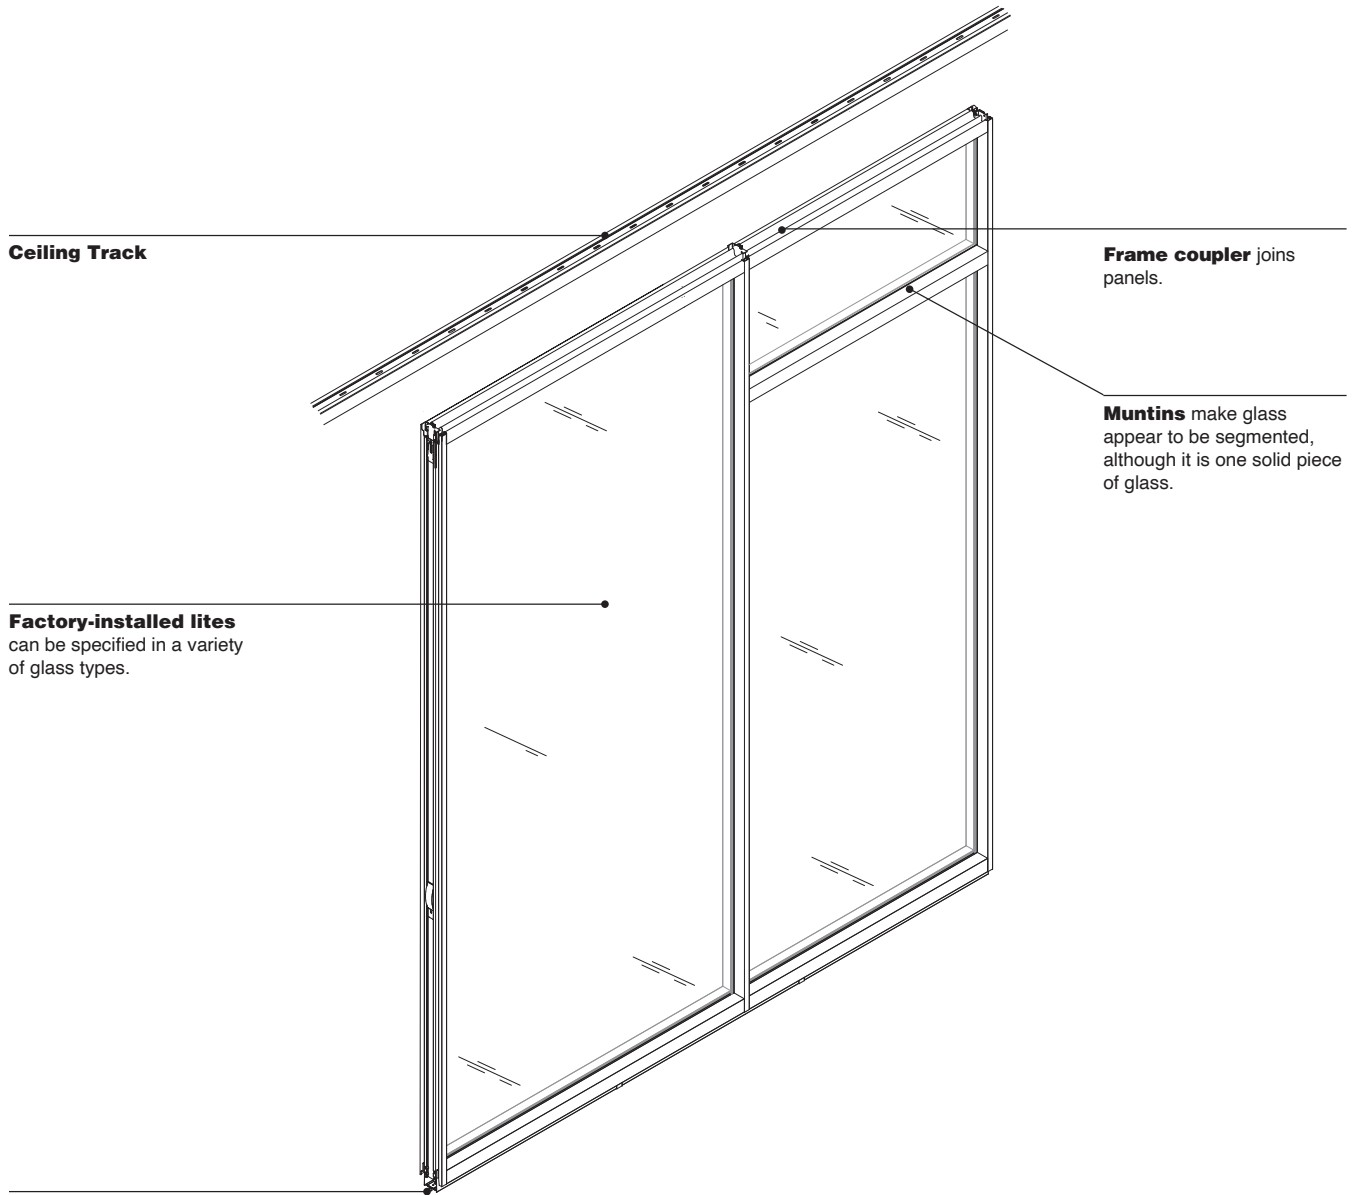 Ceiling Track
Frame coupler joins
panels.
Muntins make glass
appear to be segmented,
although it is one solid piece
of glass.
Factory-installed lites
can be specified in a variety
of glass types.